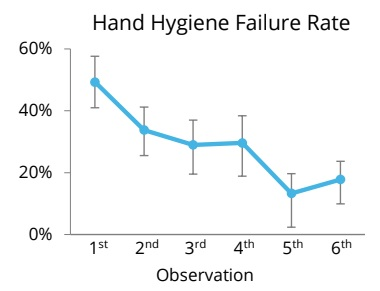 Hand Hygiene Failure Rate
60%
40%
20%
0%
1st 2nd 3rd 4th 5th 6th
Observation